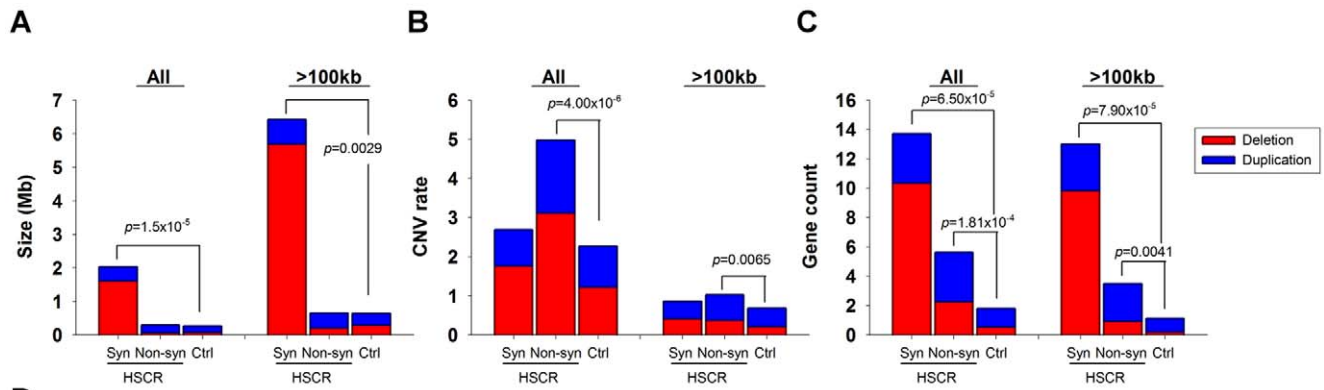 A
All
>100kb
Size (Mb)
7
6
5
4
3
2
1
0
p=1.5x10⁻⁵
p=0.0029
Syn Non-syn Ctrl
Syn Non-syn Ctrl
HSCR
HSCR
B
All
>100kb
CNV rate
6
5
4
3
2
1
0
p=4.00x10⁻⁶
p=0.0065
Syn Non-syn Ctrl
Syn Non-syn Ctrl
HSCR
HSCR
C
All
>100kb
Gene count
16
14
12
10
8
6
4
2
0
p=6.50x10⁻⁵
p=1.81x10⁻⁴
p=7.90x10⁻⁵
p=0.0041
Syn Non-syn Ctrl
Syn Non-syn Ctrl
HSCR
HSCR
Deletion
Duplication